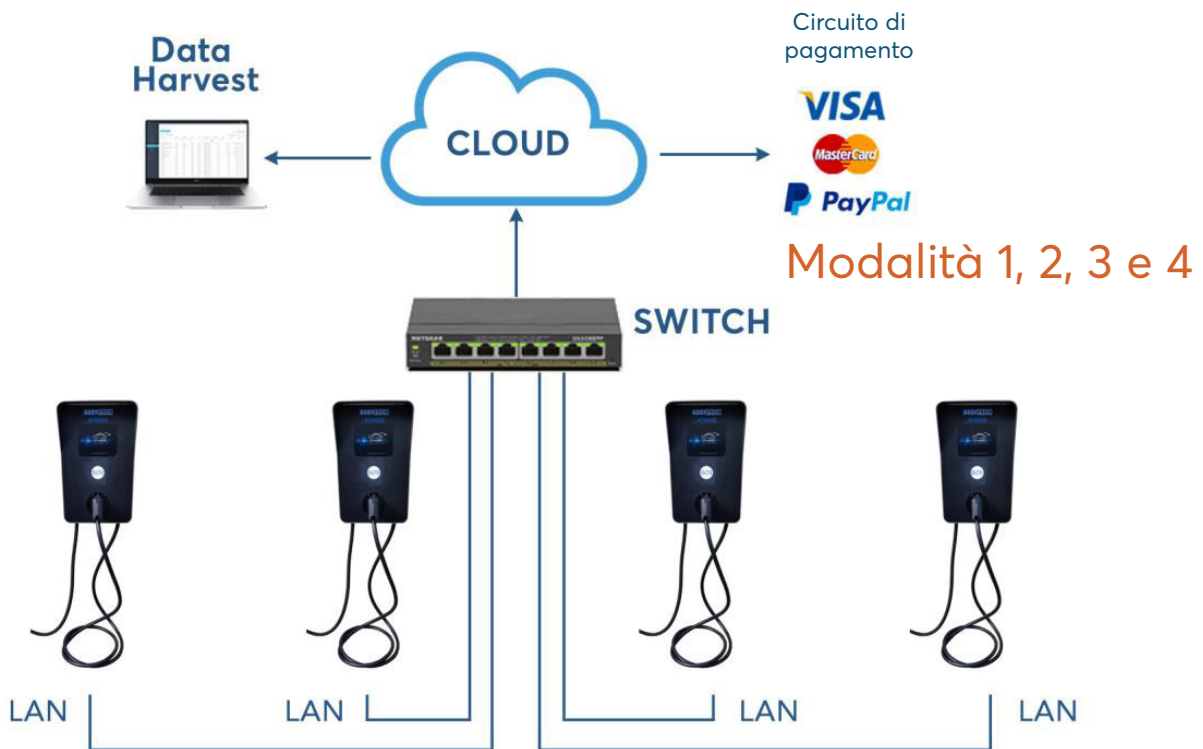 Circuito di
pagamento
Data
Harvest
VISA
MasterCard
PayPal
CLOUD
Modalità 1, 2, 3 e 4
SWITCH
NETGEAR
LAN
LAN
LAN
LAN